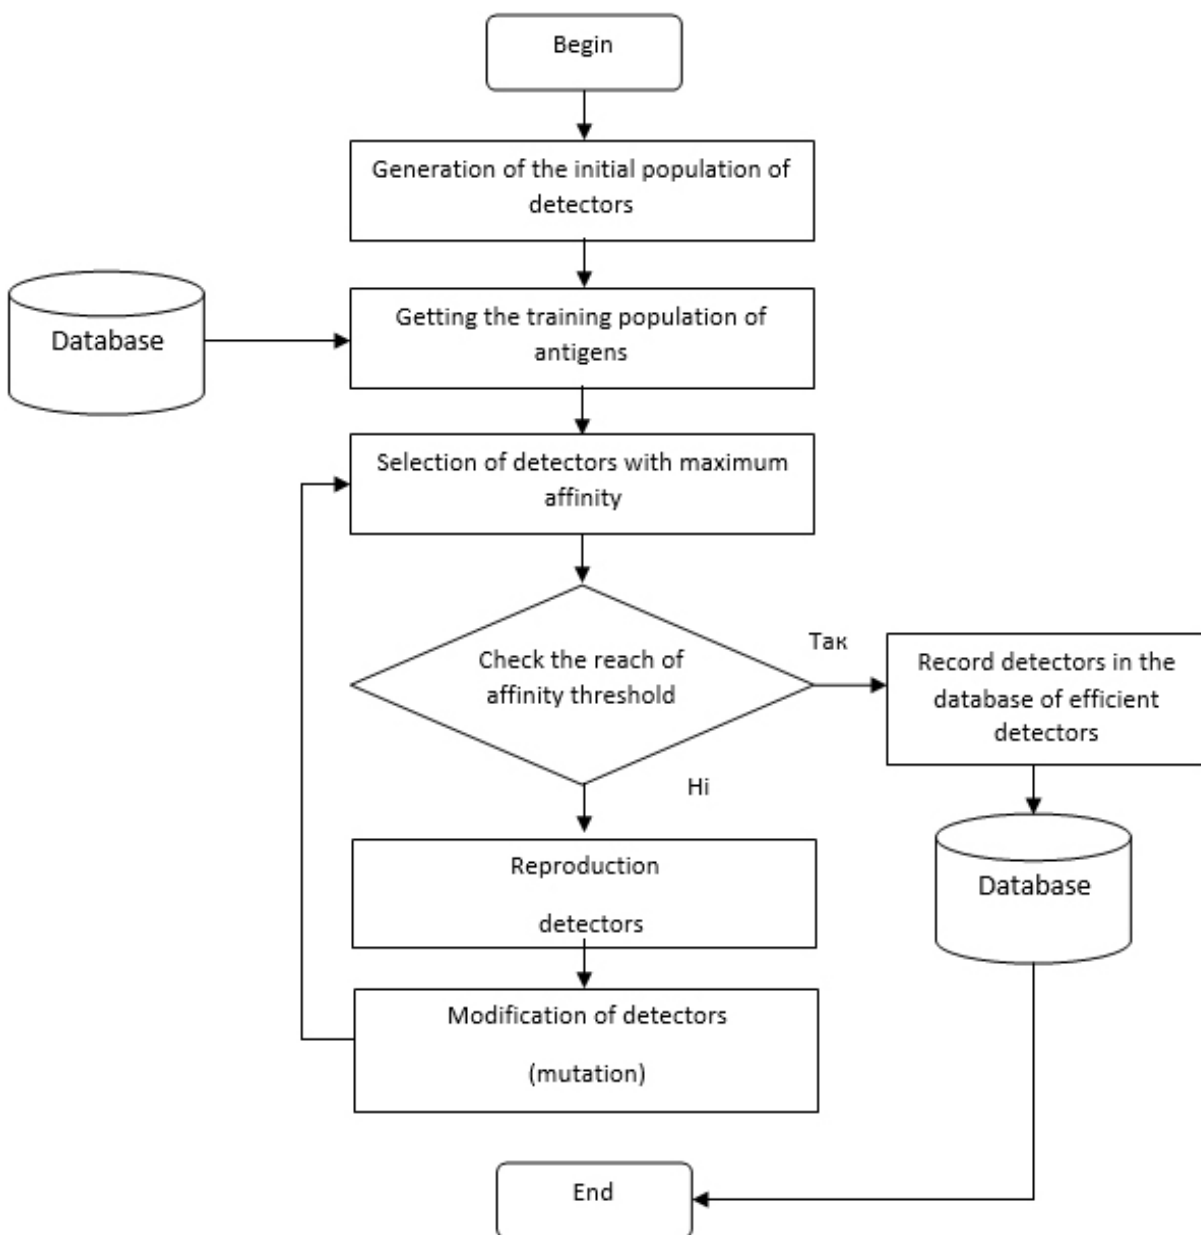 Begin
Generation of the initial population of
detectors
Database
Getting the training population of
antigens
Selection of detectors with maximum
affinity
Check the reach of
affinity threshold
Так
Record detectors in the
database of efficient
detectors
Ні
Reproduction
detectors
Database
Modification of detectors
(mutation)
End